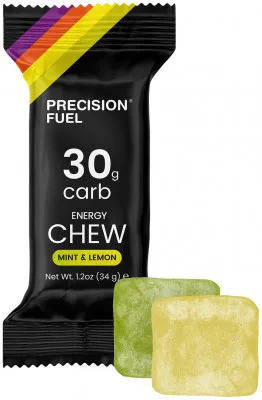 PRECISION®
FUEL
30g
carb
ENERGY
CHEW
MINT & LEMON
Net Wt. 1.2oz (34 g) ℮